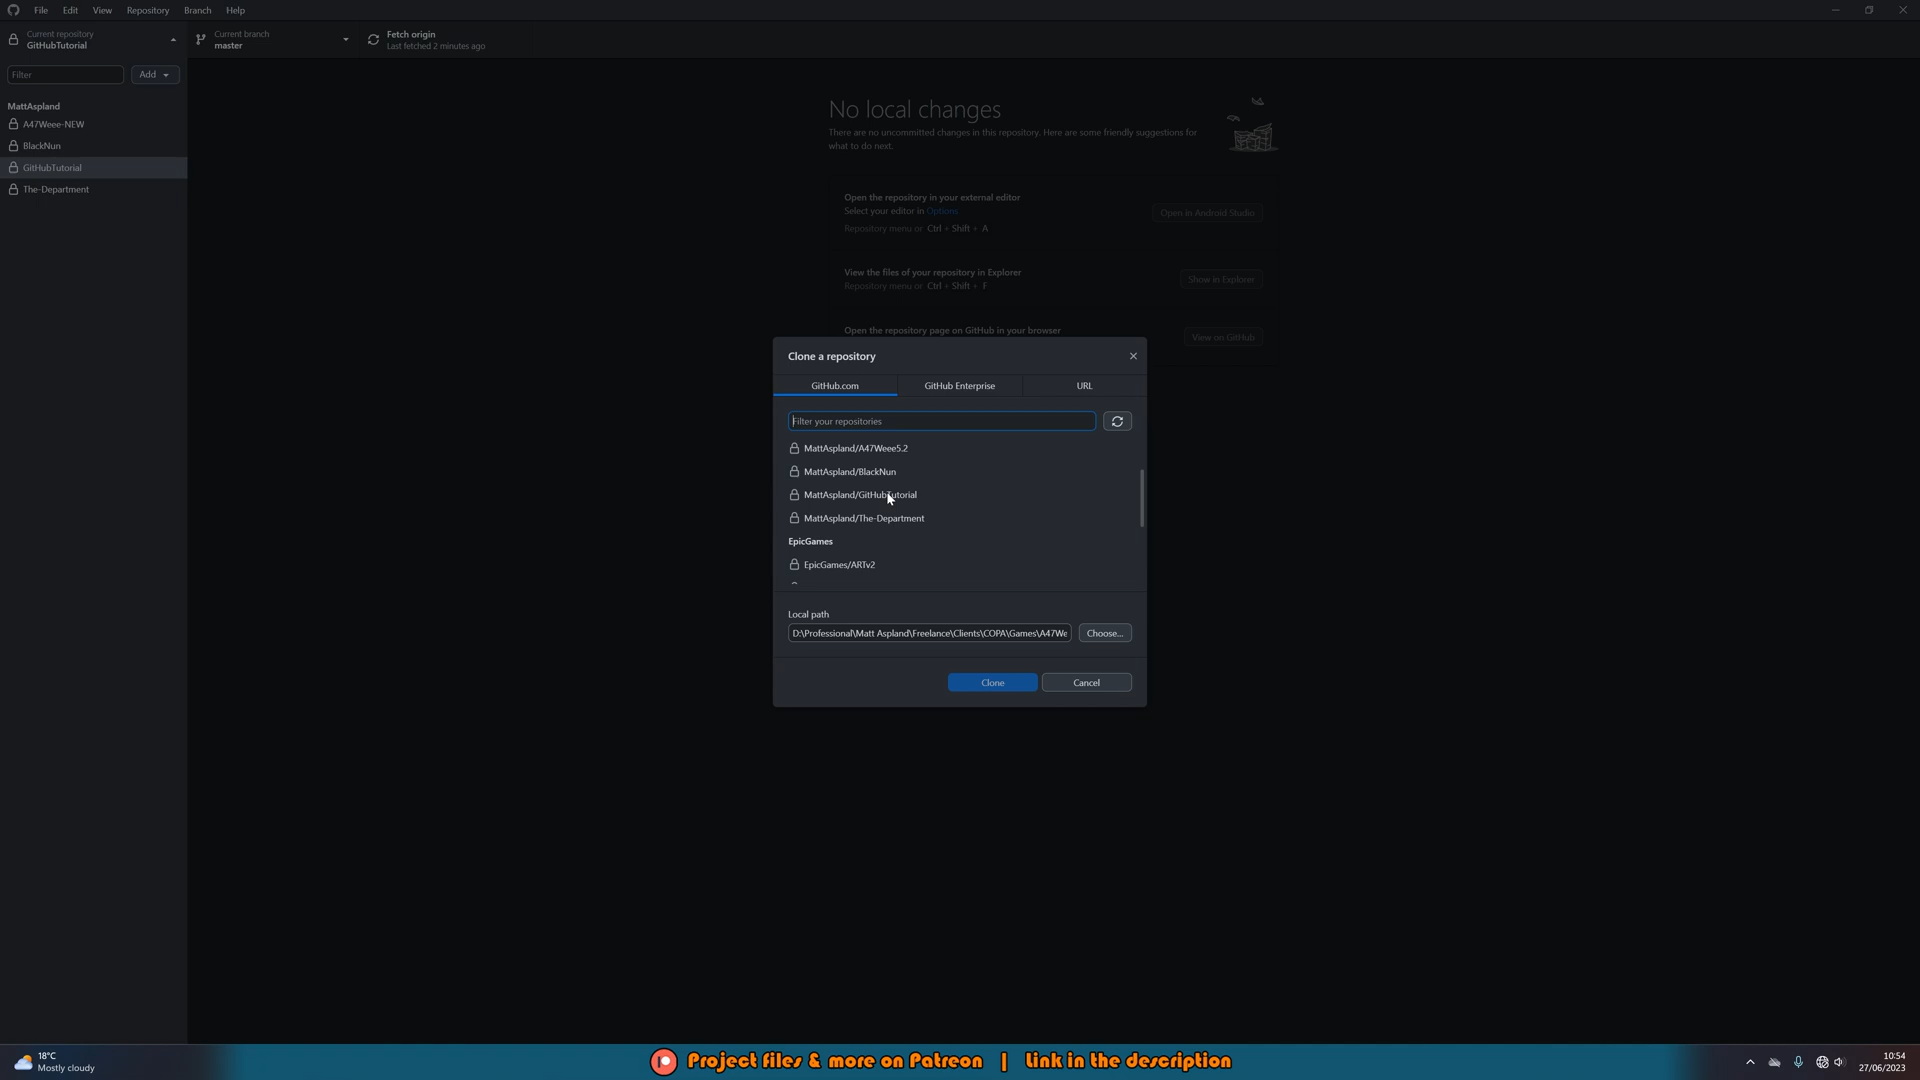 File Edit View Repository Branch Help
Current repository
GitHubTutorial
Current branch
master
Fetch origin
Last fetched 2 minutes ago
Filter
Add
MattAspland
A47Weee-NEW
BlackNun
GitHubTutorial
The-Department
No local changes
There are no uncommitted changes in this repository. Here are some friendly suggestions for
what to do next.
Open the repository in your external editor
Select your editor in Options
Repository menu or Ctrl + Shift + A
Open in Android Studio
View the files of your repository in Explorer
Repository menu or Ctrl + Shift + F
Show in Explorer
Open the repository page on GitHub in your browser
View on GitHub
Clone a repository
GitHub.com
GitHub Enterprise
URL
Filter your repositories
MattAspland/A47Weee5.2
MattAspland/BlackNun
MattAspland/GitHubTutorial
MattAspland/The-Department
EpicGames
EpicGames/ARTv2
Local path
D:\Professional\Matt Aspland\Freelance\Clients\COPA\Games\A47We
Choose...
Clone
Cancel
18°C
Mostly cloudy
Project files & more on Patreon | Link in the description
10:54
27/06/2023